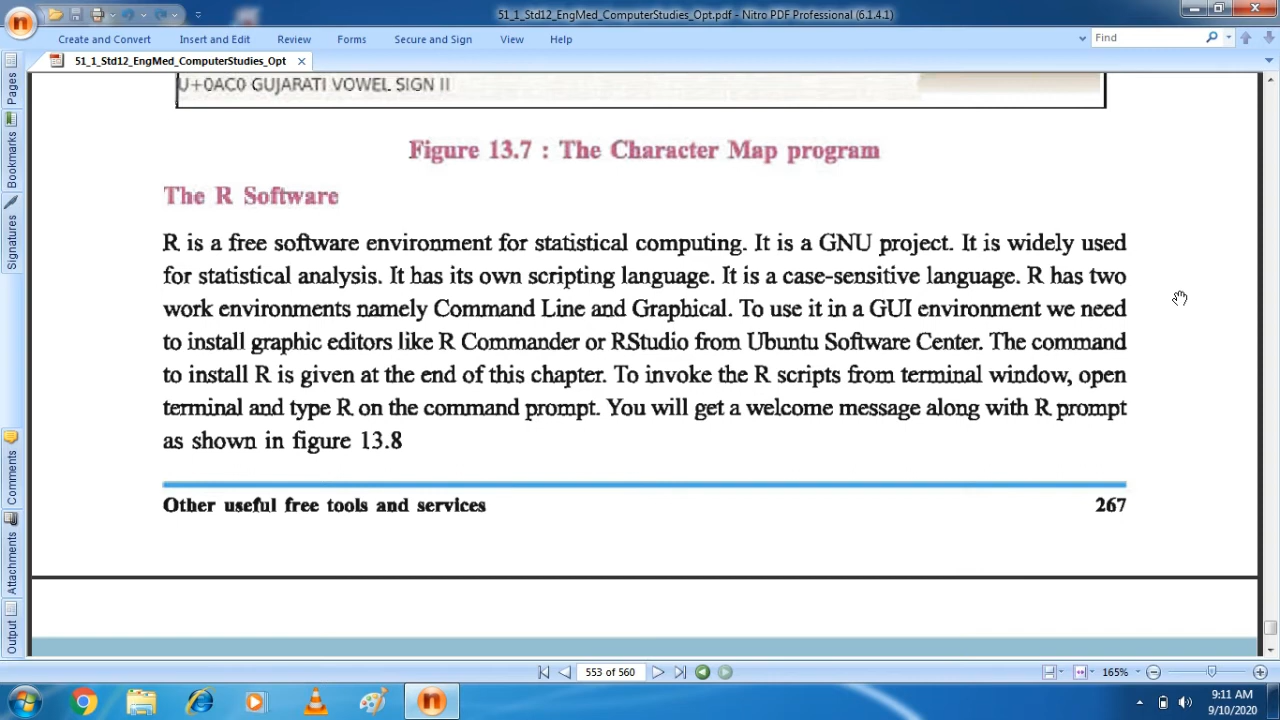 51_1_Std12_EngMed_ComputerStudies_Opt.pdf - Nitro PDF Professional (6.1.4.1)
Create and Convert Insert and Edit Review Forms Secure and Sign View Help Find
51_1_Std12_EngMed_ComputerStudies_Opt
Pages
Bookmarks
Signatures
Comments
Attachments
Output
U+0AC0 GUJARATI VOWEL SIGN II
Figure 13.7 : The Character Map program
The R Software
R is a free software environment for statistical computing. It is a GNU project. It is widely used
for statistical analysis. It has its own scripting language. It is a case-sensitive language. R has two
work environments namely Command Line and Graphical. To use it in a GUI environment we need
to install graphic editors like R Commander or RStudio from Ubuntu Software Center. The command
to install R is given at the end of this chapter. To invoke the R scripts from terminal window, open
terminal and type R on the command prompt. You will get a welcome message along with R prompt
as shown in figure 13.8
Other useful free tools and services 267
553 of 560 165%
9:11 AM
9/10/2020